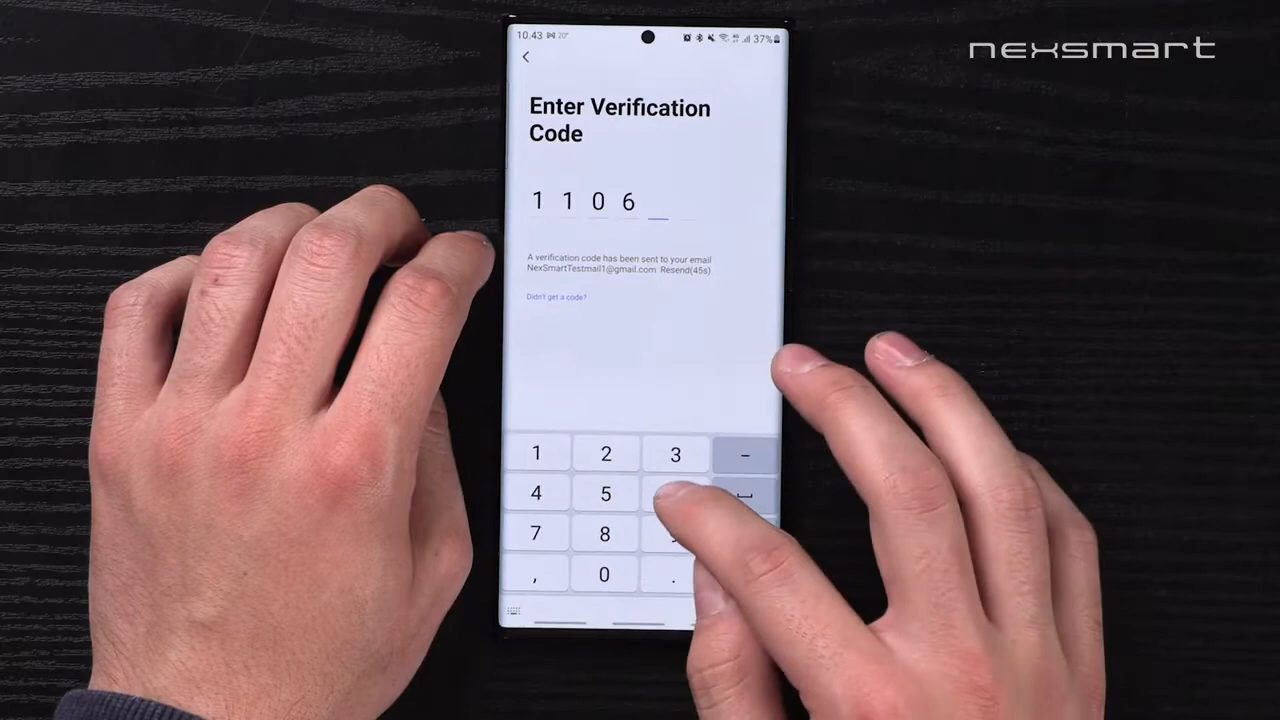 10.43 20° 37%
nexsmart
Enter Verification
Code
1 1 0 6
A verification code has been sent to your email
NexSmartTestmail1@gmail.com Resend(45s)
Didn't get a code?
1 2 3 -
4 5
7 8
, 0 .